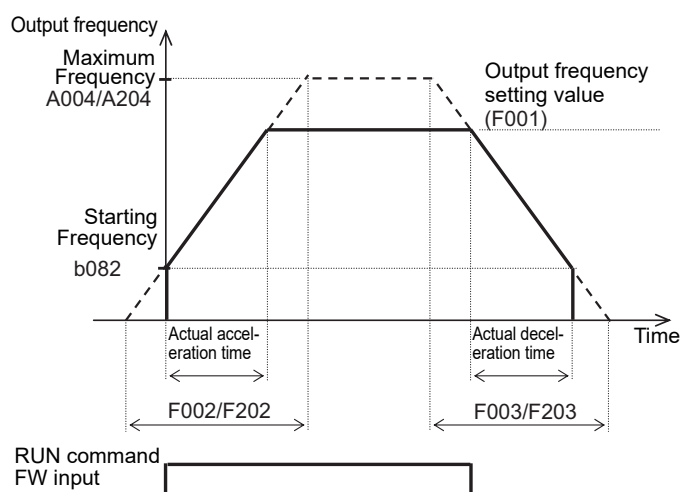 Output frequency
Maximum
Frequency
A004/A204
Output frequency
setting value
(F001)
Starting
Frequency
b082
Time
Actual accel-
eration time
Actual decel-
eration time
F002/F202
F003/F203
RUN command
FW input